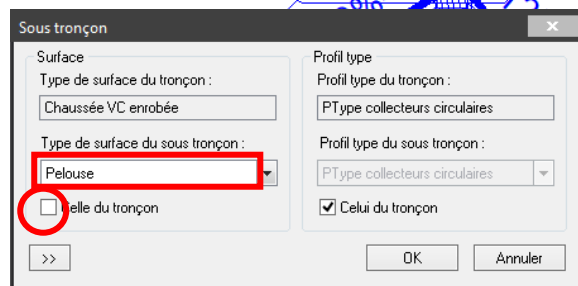 Sous tronçon
Surface
Type de surface du tronçon :
Chaussée VC enrobée
Type de surface du sous tronçon :
Pelouse
Celle du tronçon
Profil type
Profil type du tronçon :
PType collecteurs circulaires
Profil type du sous tronçon :
PType collecteurs circulaires
Celui du tronçon
>>
OK
Annuler